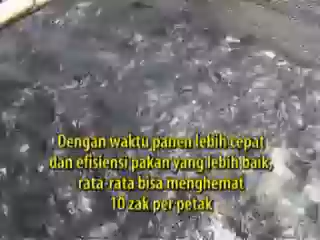 Dengan waktu panen lebih cepat
dan efisiensi pakan yang lebih baik,
rata-rata bisa menghemat
10 zak per petak